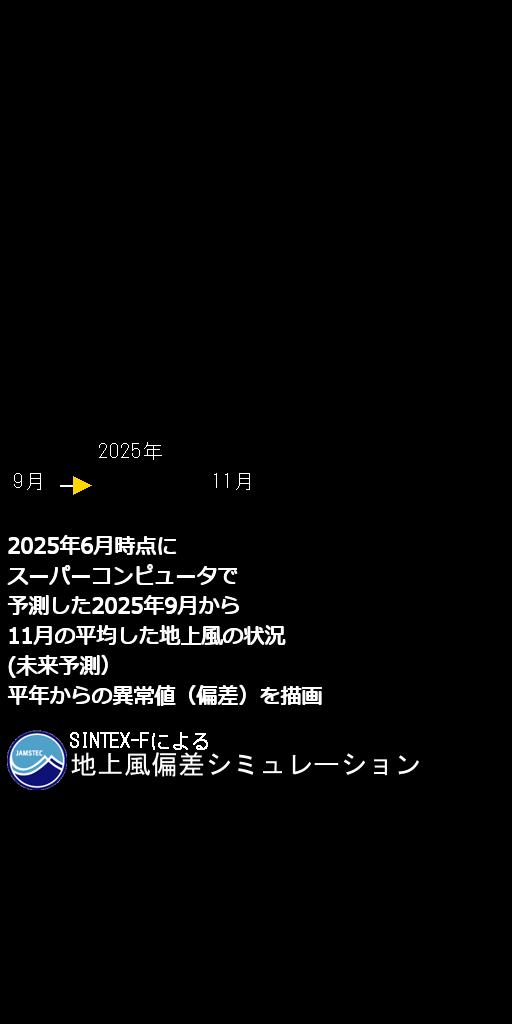 2025年
9月 11月
2025年6月時点に
スーパーコンピュータで
予測した2025年9月から
11月の平均した地上風の状況
(未来予測）
平年からの異常値（偏差）を描画
SINTEX-Fによる
JAMSTEC
地上風偏差シミュレーション